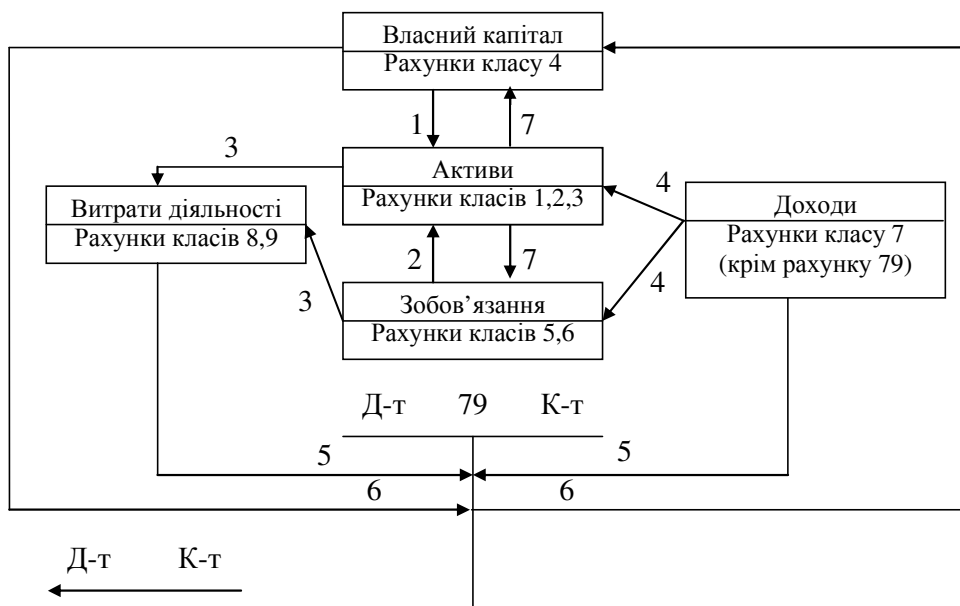 Власний капітал
Рахунки класу 4
1
7
3
Активи
Рахунки класів 1,2,3
4
Витрати діяльності
Рахунки класів 8,9
Доходи
Рахунки класу 7
(крім рахунку 79)
2
7
3
4
Зобов’язання
Рахунки класів 5,6
Д-т 79 К-т
5
5
6
6
Д-т К-т